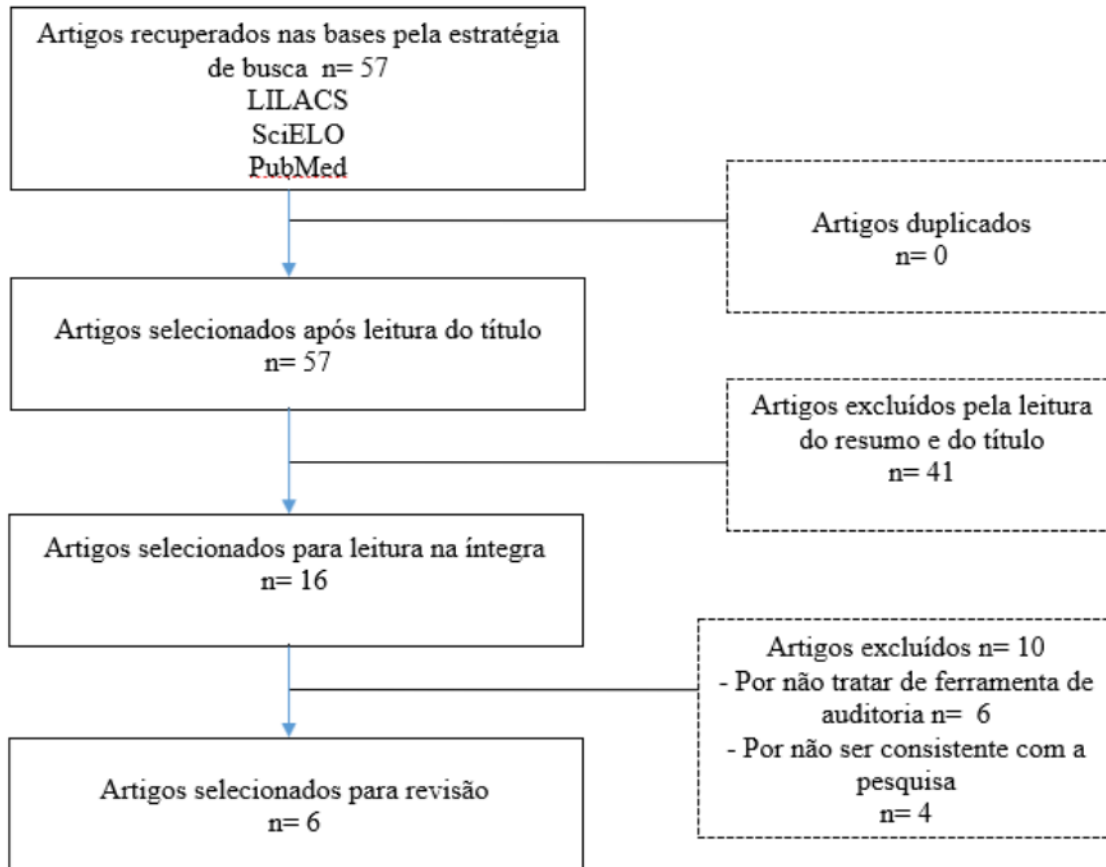 Artigos recuperados nas bases pela estratégia
de busca n= 57
LILACS
SciELO
PubMed
Artigos duplicados
n= 0
Artigos selecionados após leitura do título
n= 57
Artigos excluídos pela leitura
do resumo e do título
n= 41
Artigos selecionados para leitura na íntegra
n= 16
Artigos excluídos n= 10
- Por não tratar de ferramenta de
auditoria n= 6
- Por não ser consistente com a
pesquisa
n= 4
Artigos selecionados para revisão
n= 6